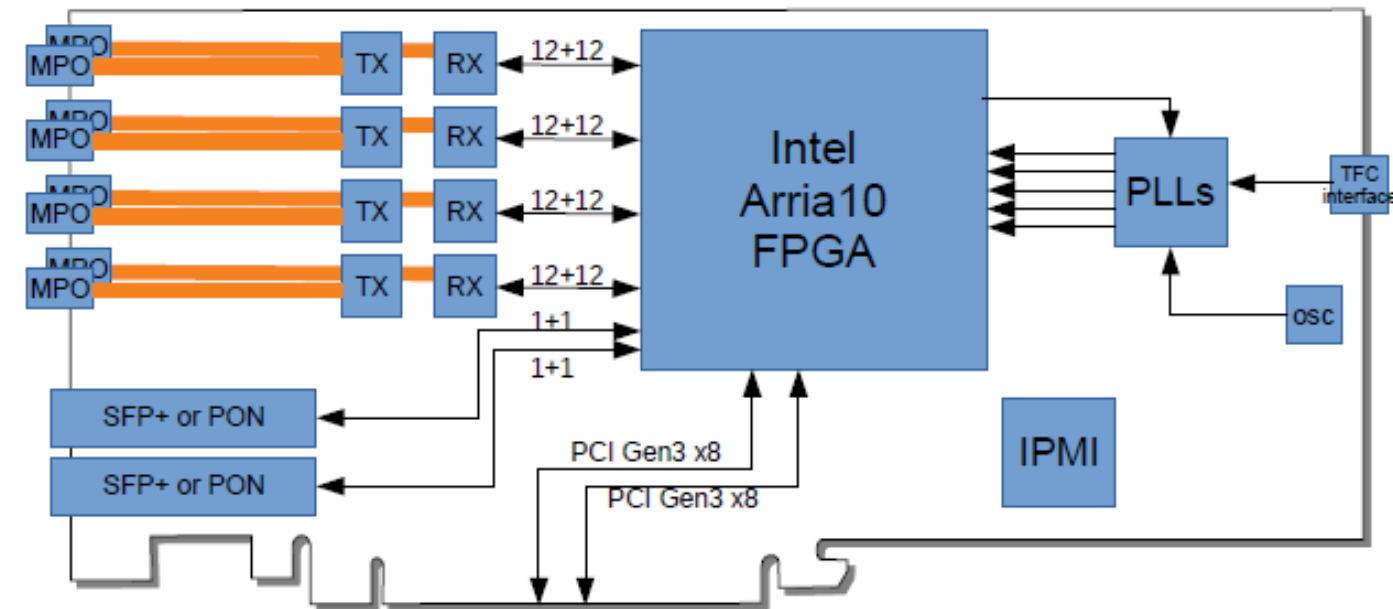 MPO
MPO
TX
RX
12+12
MPO
MPO
TX
RX
12+12
MPO
MPO
TX
RX
12+12
MPO
MPO
TX
RX
12+12
1+1
1+1
SFP+ or PON
SFP+ or PON
Intel
Arria10
FPGA
PLLs
TFC
interface
osc
IPMI
PCI Gen3 x8
PCI Gen3 x8